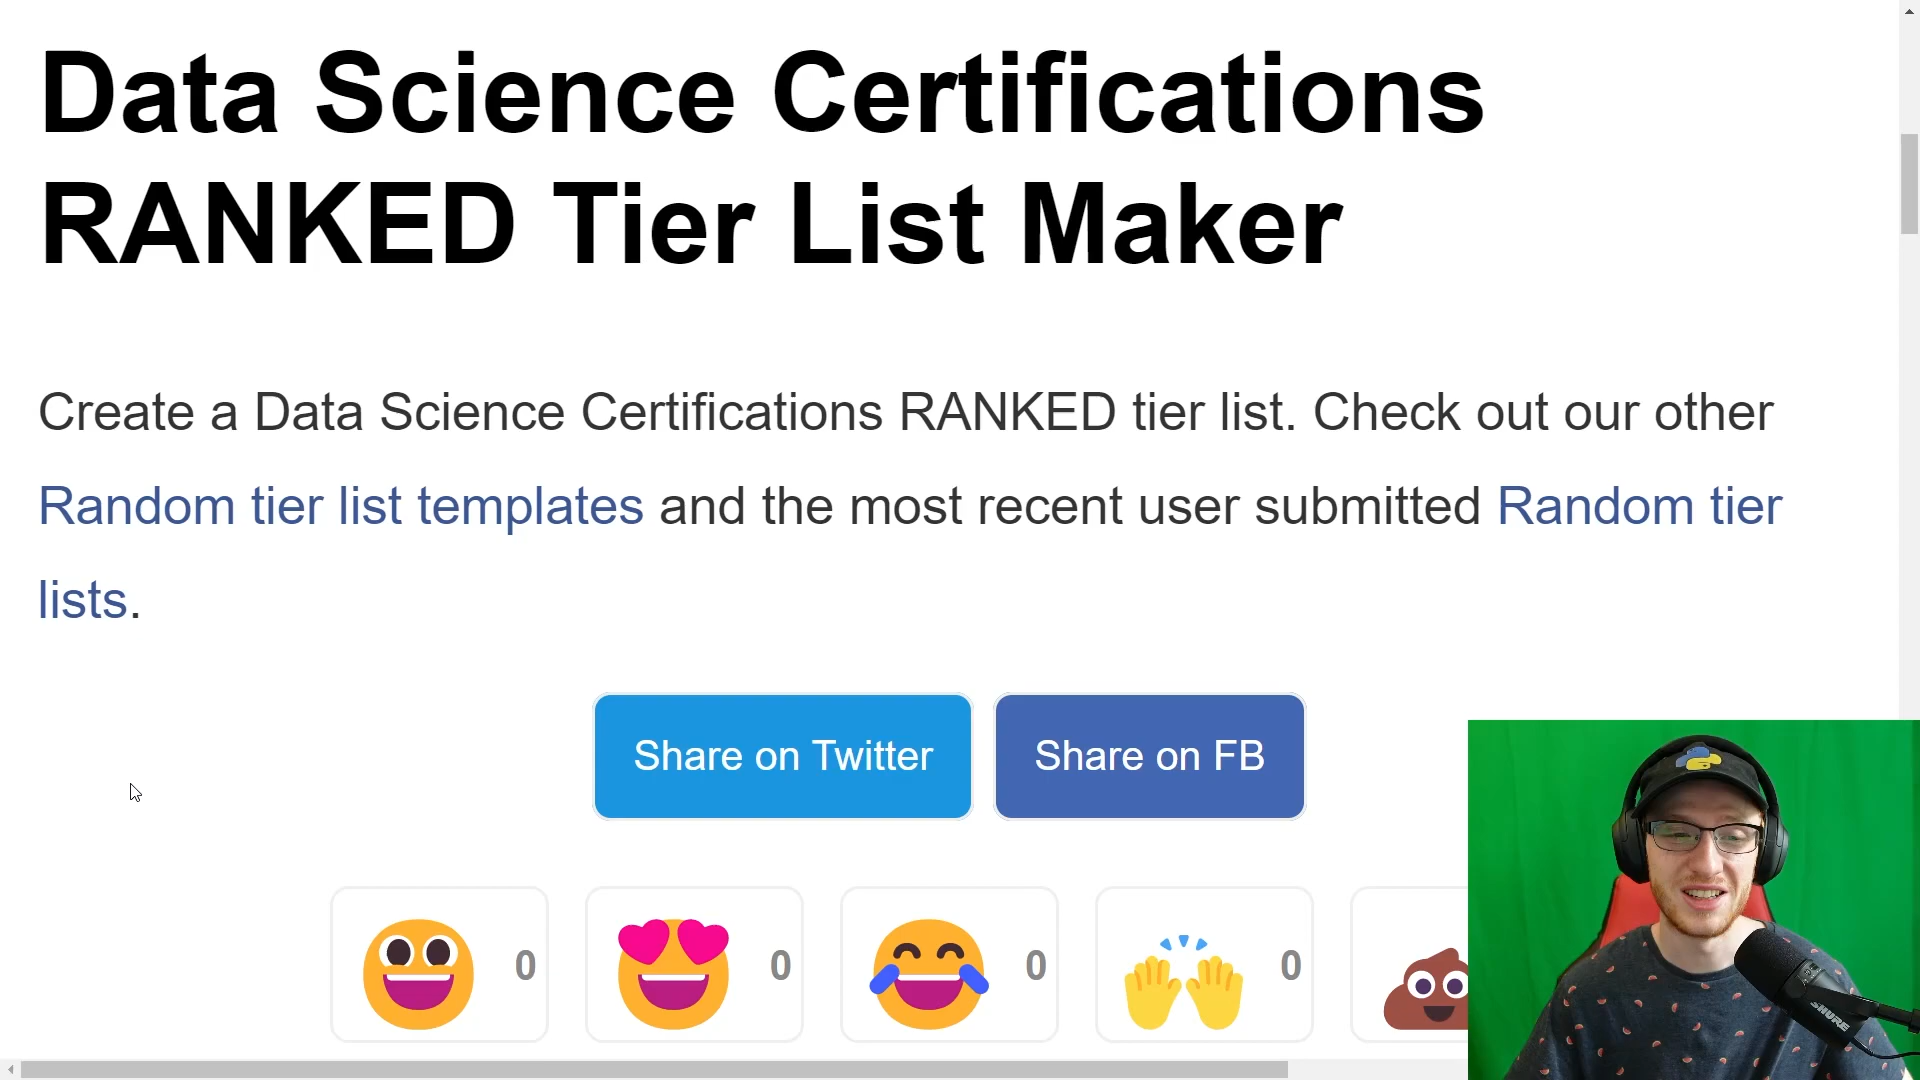 Data Science Certifications
RANKED Tier List Maker
Create a Data Science Certifications RANKED tier list. Check out our other
Random tier list templates and the most recent user submitted Random tier
lists.
Share on Twitter Share on FB
0 0 0 0
SHURE